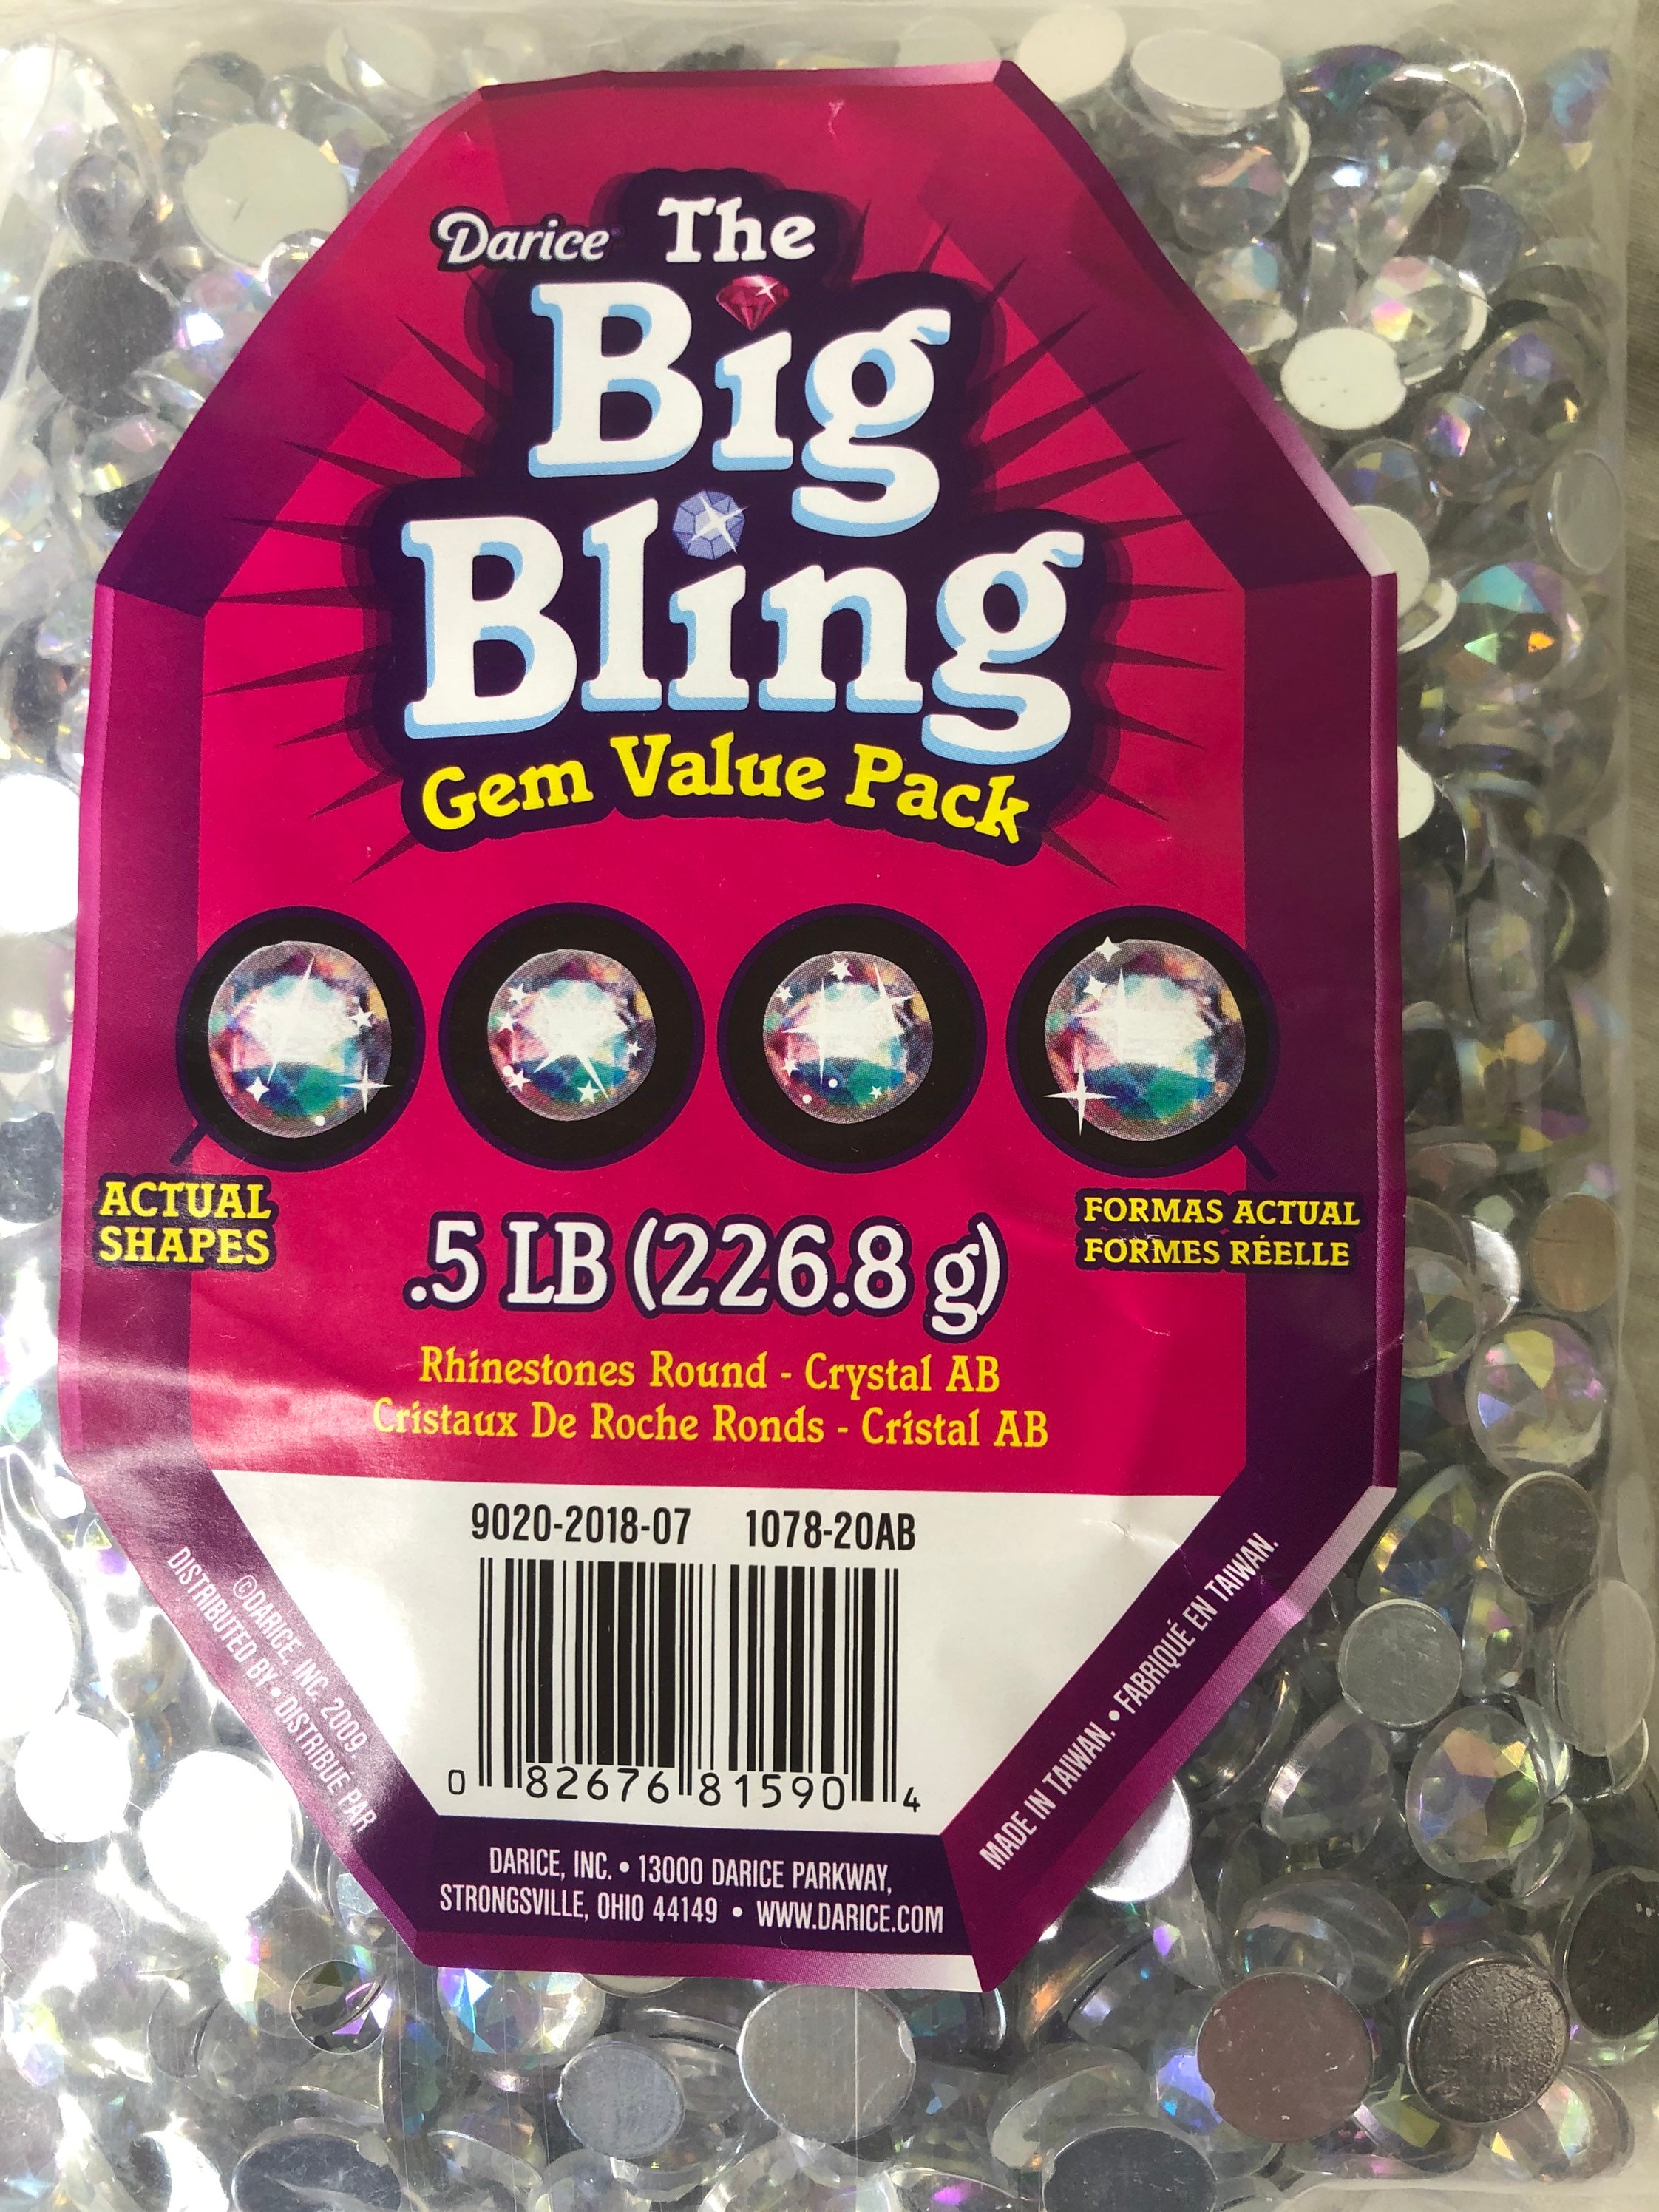 Darice The
Big
Bling
Gem Value Pack
ACTUAL
SHAPES
FORMAS ACTUAL
FORMES RÉELLE
.5 LB (226.8 g)
Rhinestones Round - Crystal AB
Cristaux De Roche Ronds - Cristal AB
9020-2018-07 1078-20AB
0 82676 81590 4
©DARICE, INC. 2009.
DISTRIBUTED BY • DISTRIBUE PAR
DARICE, INC. • 13000 DARICE PARKWAY,
STRONGSVILLE, OHIO 44149 • WWW.DARICE.COM
MADE IN TAIWAN. • FABRIQUÉ EN TAIWAN.